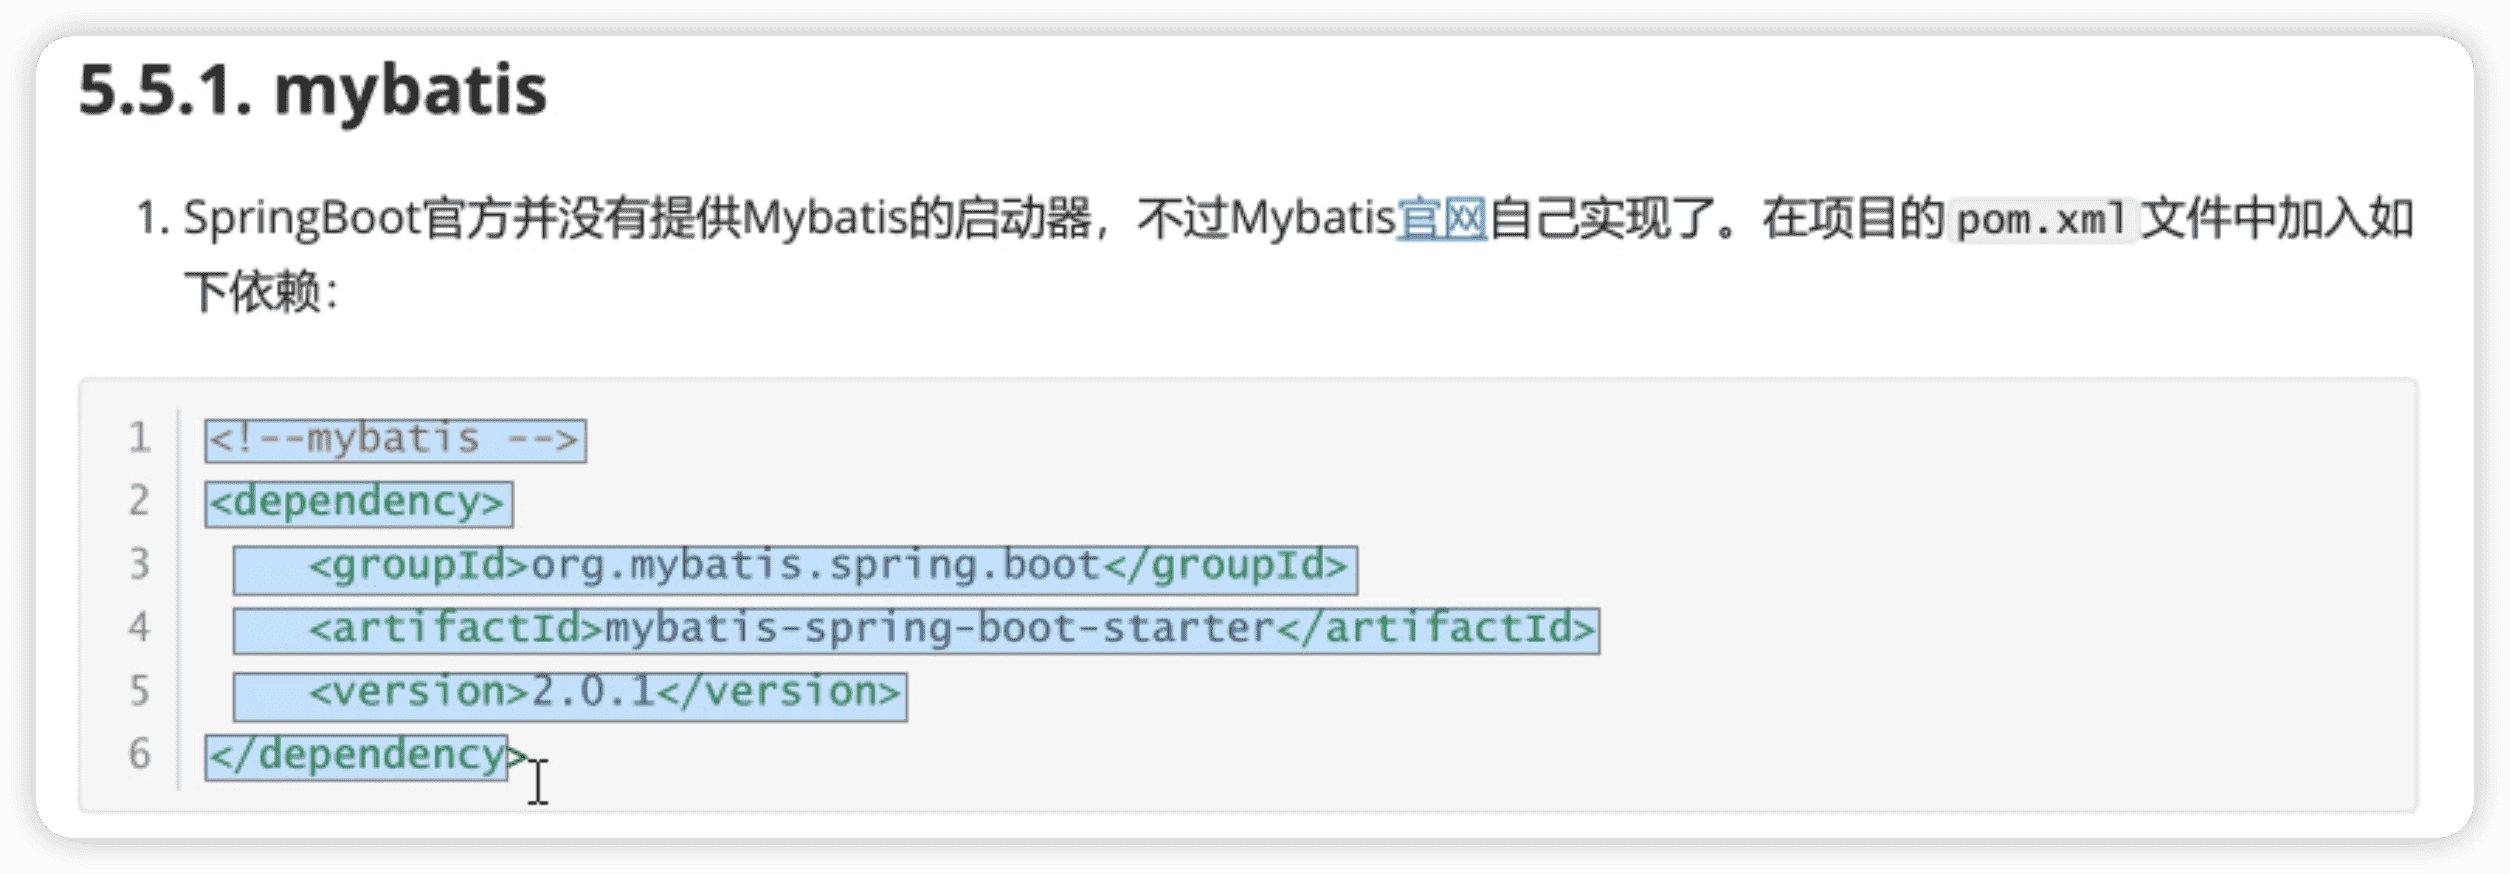 5.5.1. mybatis
1. SpringBoot官方并没有提供Mybatis的启动器，不过Mybatis官网自己实现了。在项目的pom.xml文件中加入如
下依赖：
1 <!--mybatis -->
2 <dependency>
3     <groupId>org.mybatis.spring.boot</groupId>
4     <artifactId>mybatis-spring-boot-starter</artifactId>
5     <version>2.0.1</version>
6 </dependency>